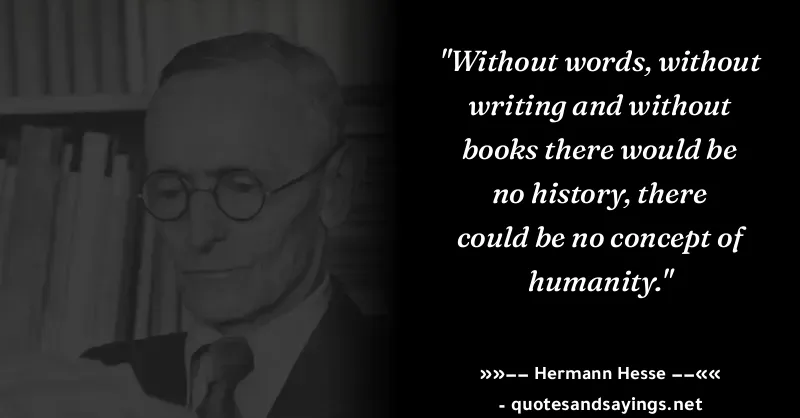 "Without words, without
writing and without
books there would be
no history, there
could be no concept of
humanity."
»»–– Hermann Hesse ––««
- quotesandsayings.net